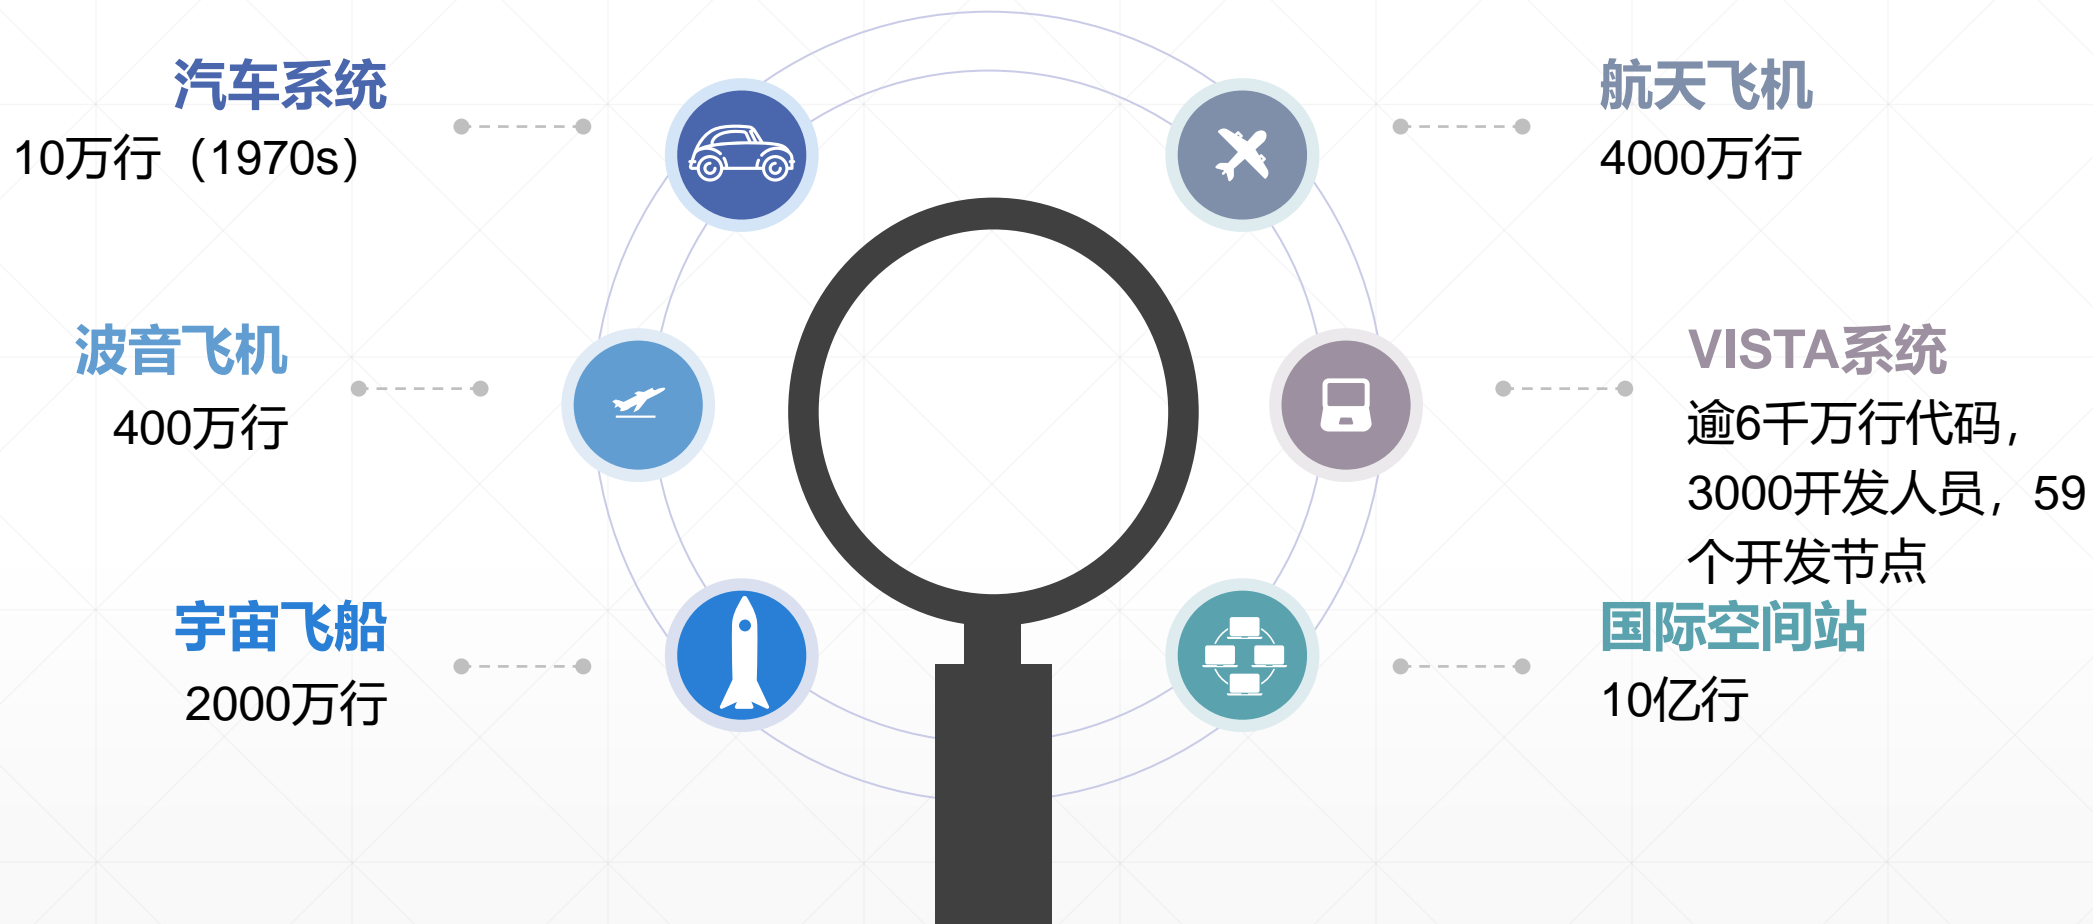 汽车系统
10万行（1970s）
波音飞机
400万行
宇宙飞船
2000万行
航天飞机
4000万行
VISTA系统
逾6千万行代码，
3000开发人员，59
个开发节点
国际空间站
10亿行